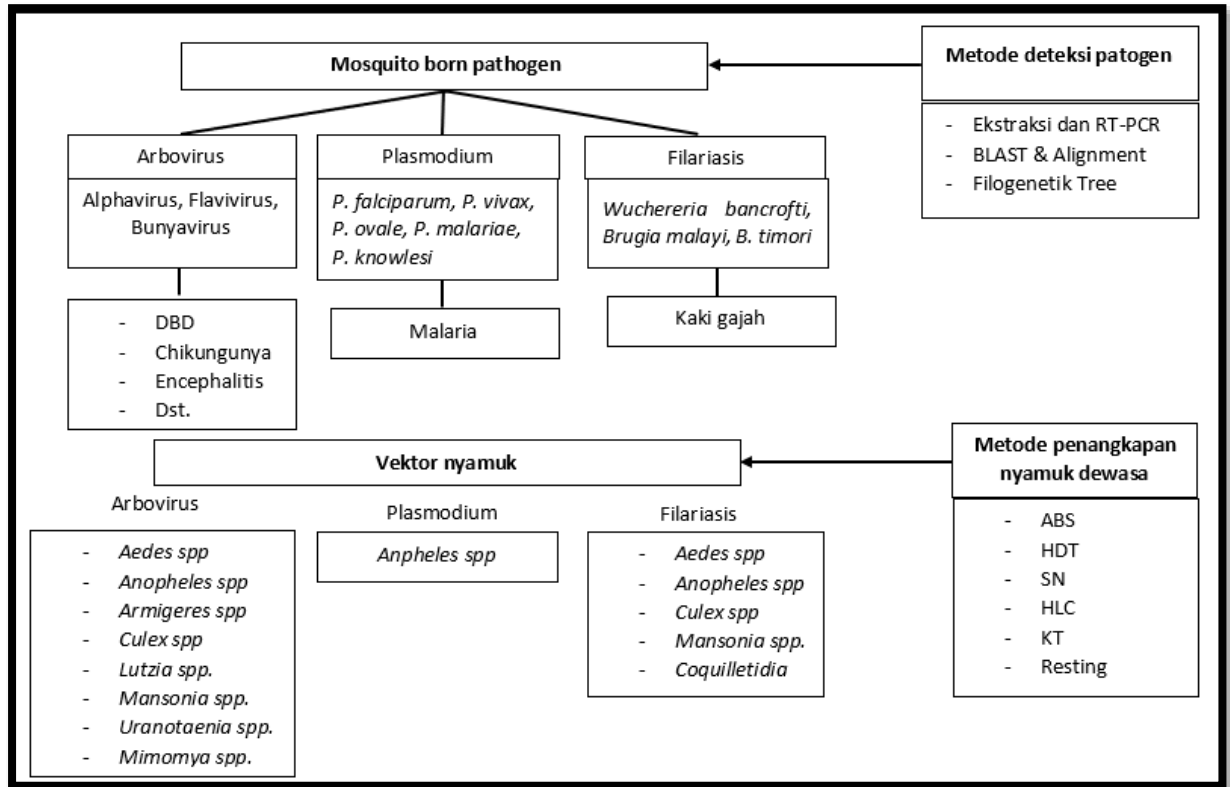 Mosquito born pathogen
Metode deteksi patogen
- Ekstraksi dan RT-PCR
- BLAST & Alignment
- Filogenetik Tree
Arbovirus
Alphavirus, Flavivirus,
Bunyavirus
- DBD
- Chikungunya
- Encephalitis
- Dst.
Plasmodium
P. falciparum, P. vivax,
P. ovale, P. malariae,
P. knowlesi
Malaria
Filariasis
Wuchereria bancrofti,
Brugia malayi, B. timori
Kaki gajah
Vektor nyamuk
Metode penangkapan
nyamuk dewasa
- ABS
- HDT
- SN
- HLC
- KT
- Resting
Arbovirus
- Aedes spp
- Anopheles spp
- Armigeres spp
- Culex spp
- Lutzia spp.
- Mansonia spp.
- Uranotaenia spp.
- Mimomya spp.
Plasmodium
Anpheles spp
Filariasis
- Aedes spp
- Anopheles spp
- Culex spp
- Mansonia spp.
- Coquilletidia